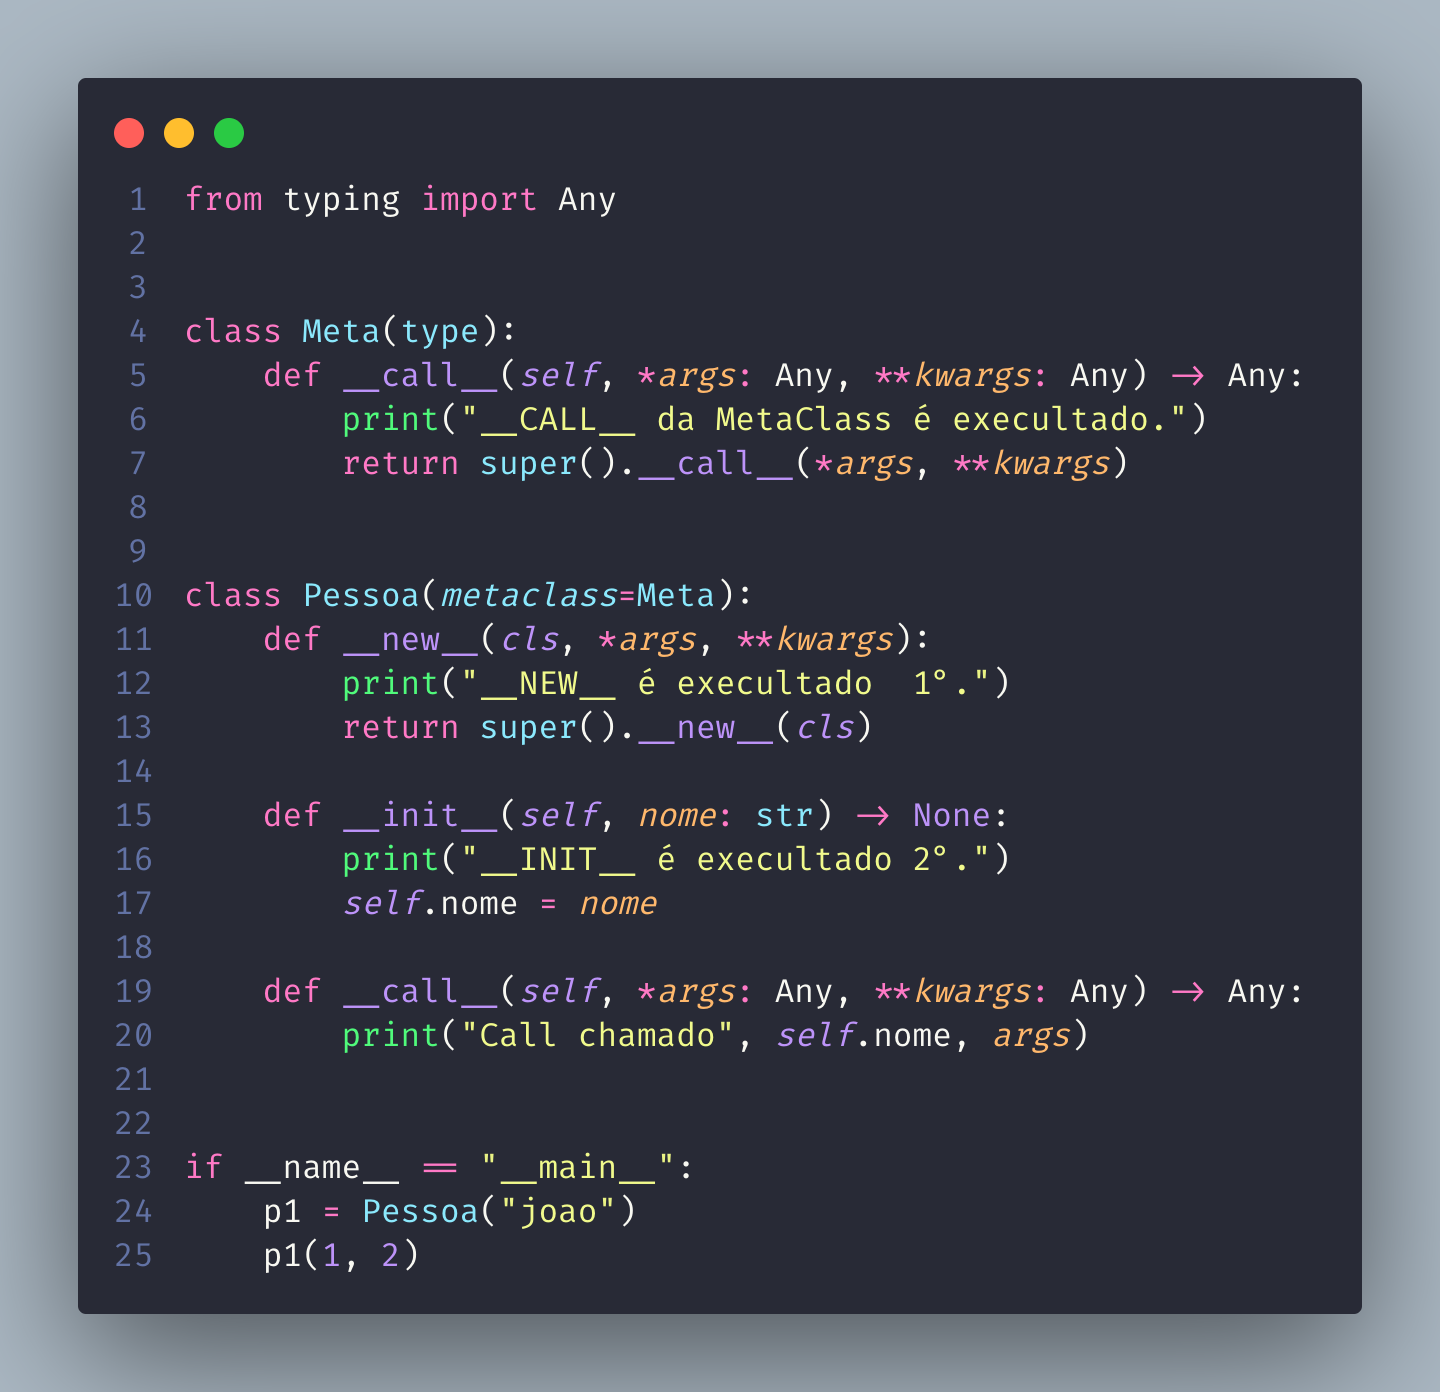 1 from typing import Any
2
3
4 class Meta(type):
5     def __call__(self, *args: Any, **kwargs: Any) -> Any:
6         print("__CALL__ da MetaClass é execultado.")
7         return super().__call__(*args, **kwargs)
8
9
10 class Pessoa(metaclass=Meta):
11     def __new__(cls, *args, **kwargs):
12         print("__NEW__ é execultado  1°.")
13         return super().__new__(cls)
14
15     def __init__(self, nome: str) -> None:
16         print("__INIT__ é execultado 2°.")
17         self.nome = nome
18
19     def __call__(self, *args: Any, **kwargs: Any) -> Any:
20         print("Call chamado", self.nome, args)
21
22
23 if __name__ == "__main__":
24     p1 = Pessoa("joao")
25     p1(1, 2)